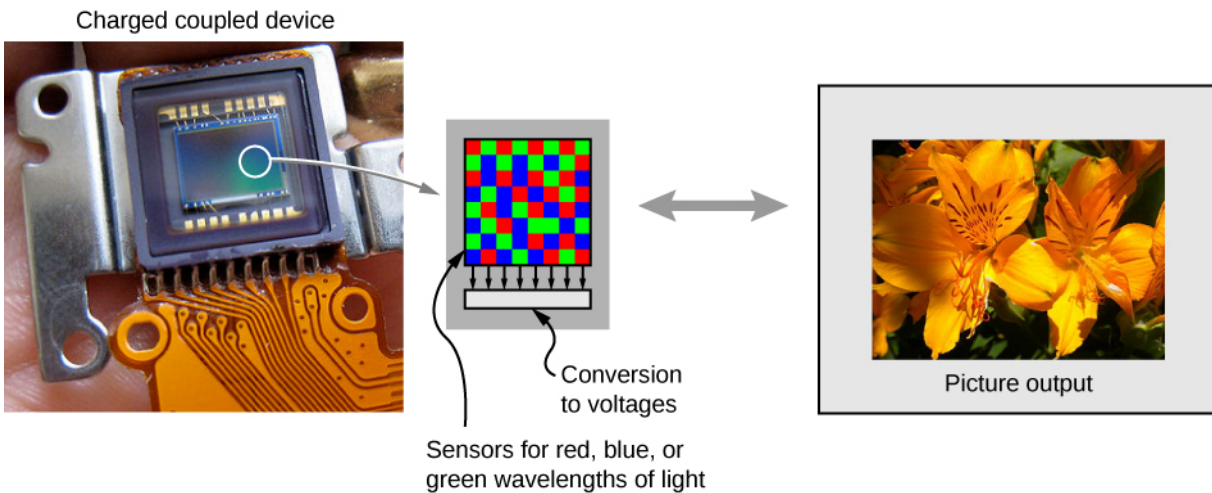 Charged coupled device
Conversion
to voltages
Sensors for red, blue, or
green wavelengths of light
Picture output